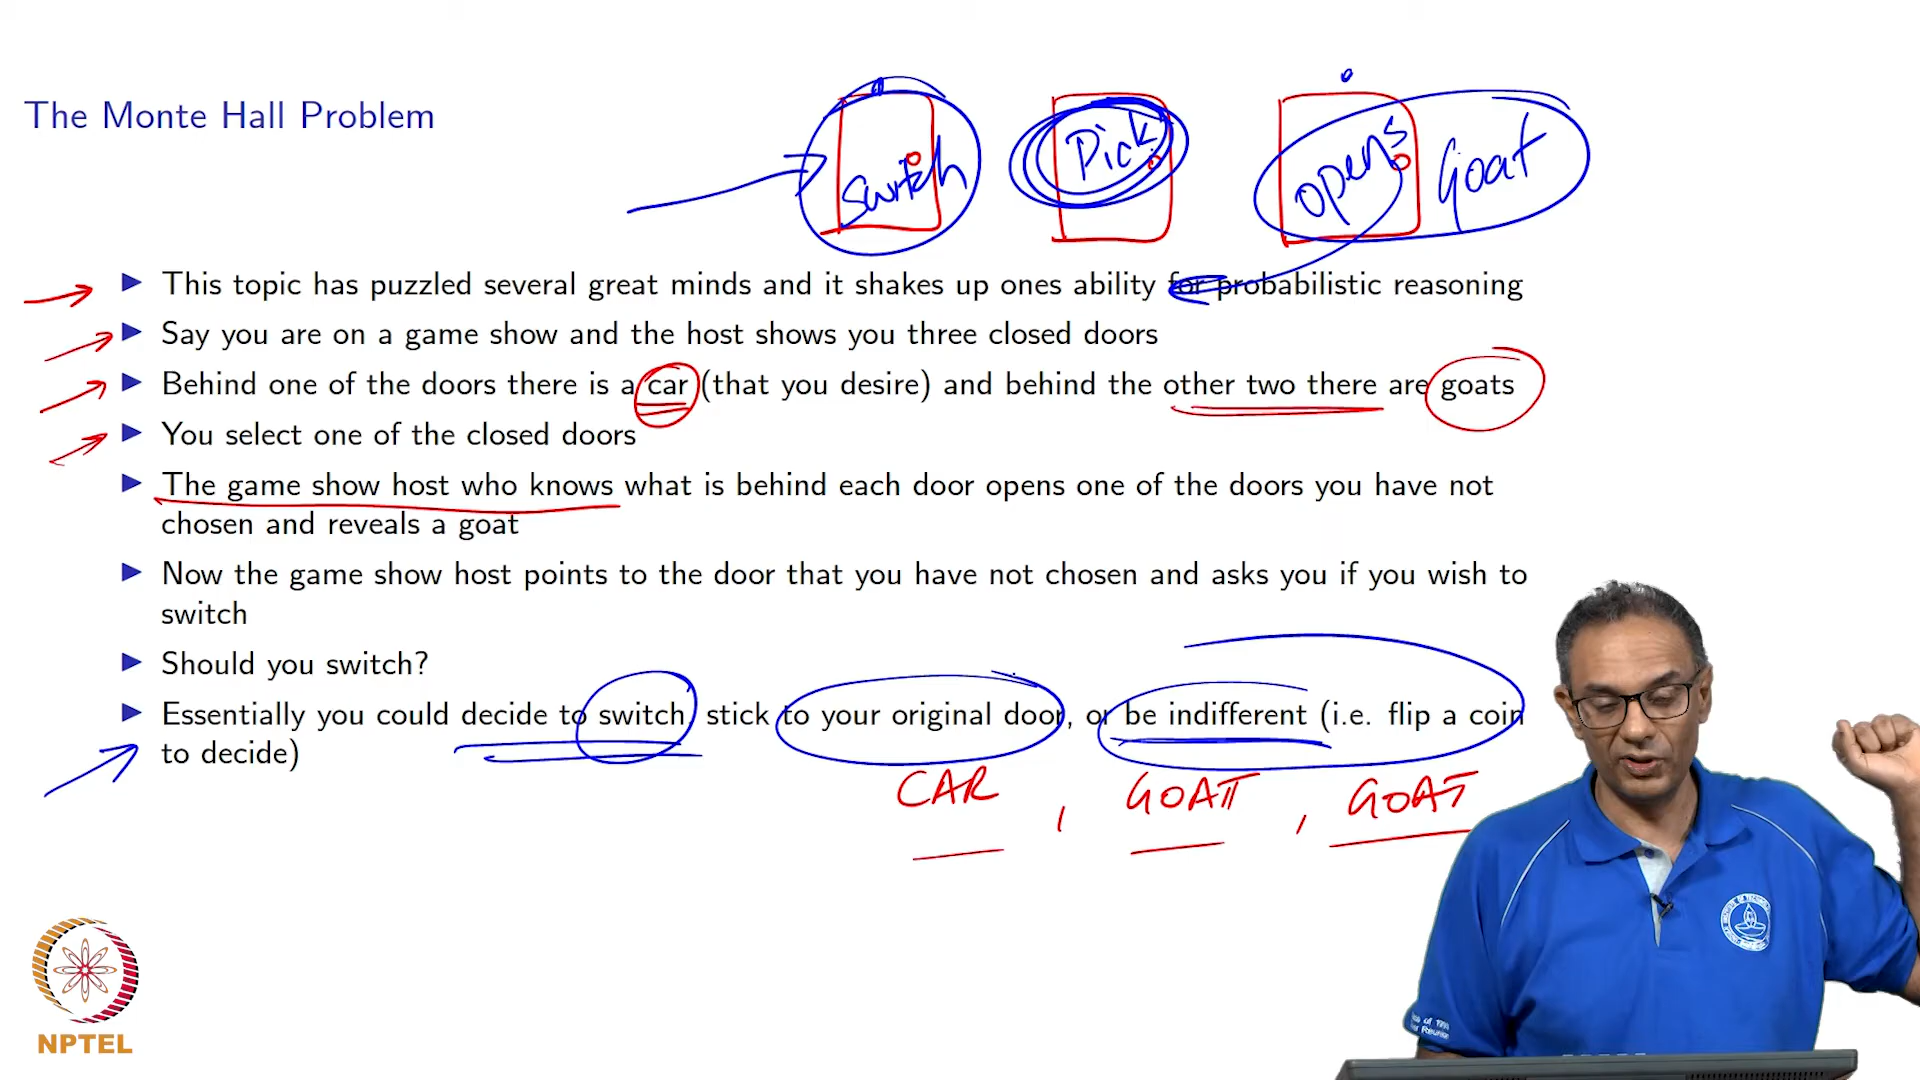 The Monte Hall Problem
Switch
Pick
opens Goat
This topic has puzzled several great minds and it shakes up ones ability for probabilistic reasoning
Say you are on a game show and the host shows you three closed doors
Behind one of the doors there is a car (that you desire) and behind the other two there are goats
You select one of the closed doors
The game show host who knows what is behind each door opens one of the doors you have not
chosen and reveals a goat
Now the game show host points to the door that you have not chosen and asks you if you wish to
switch
Should you switch?
Essentially you could decide to switch, stick to your original door, or be indifferent (i.e. flip a coin
to decide)
CAR , GOAT , GOAT
NPTEL